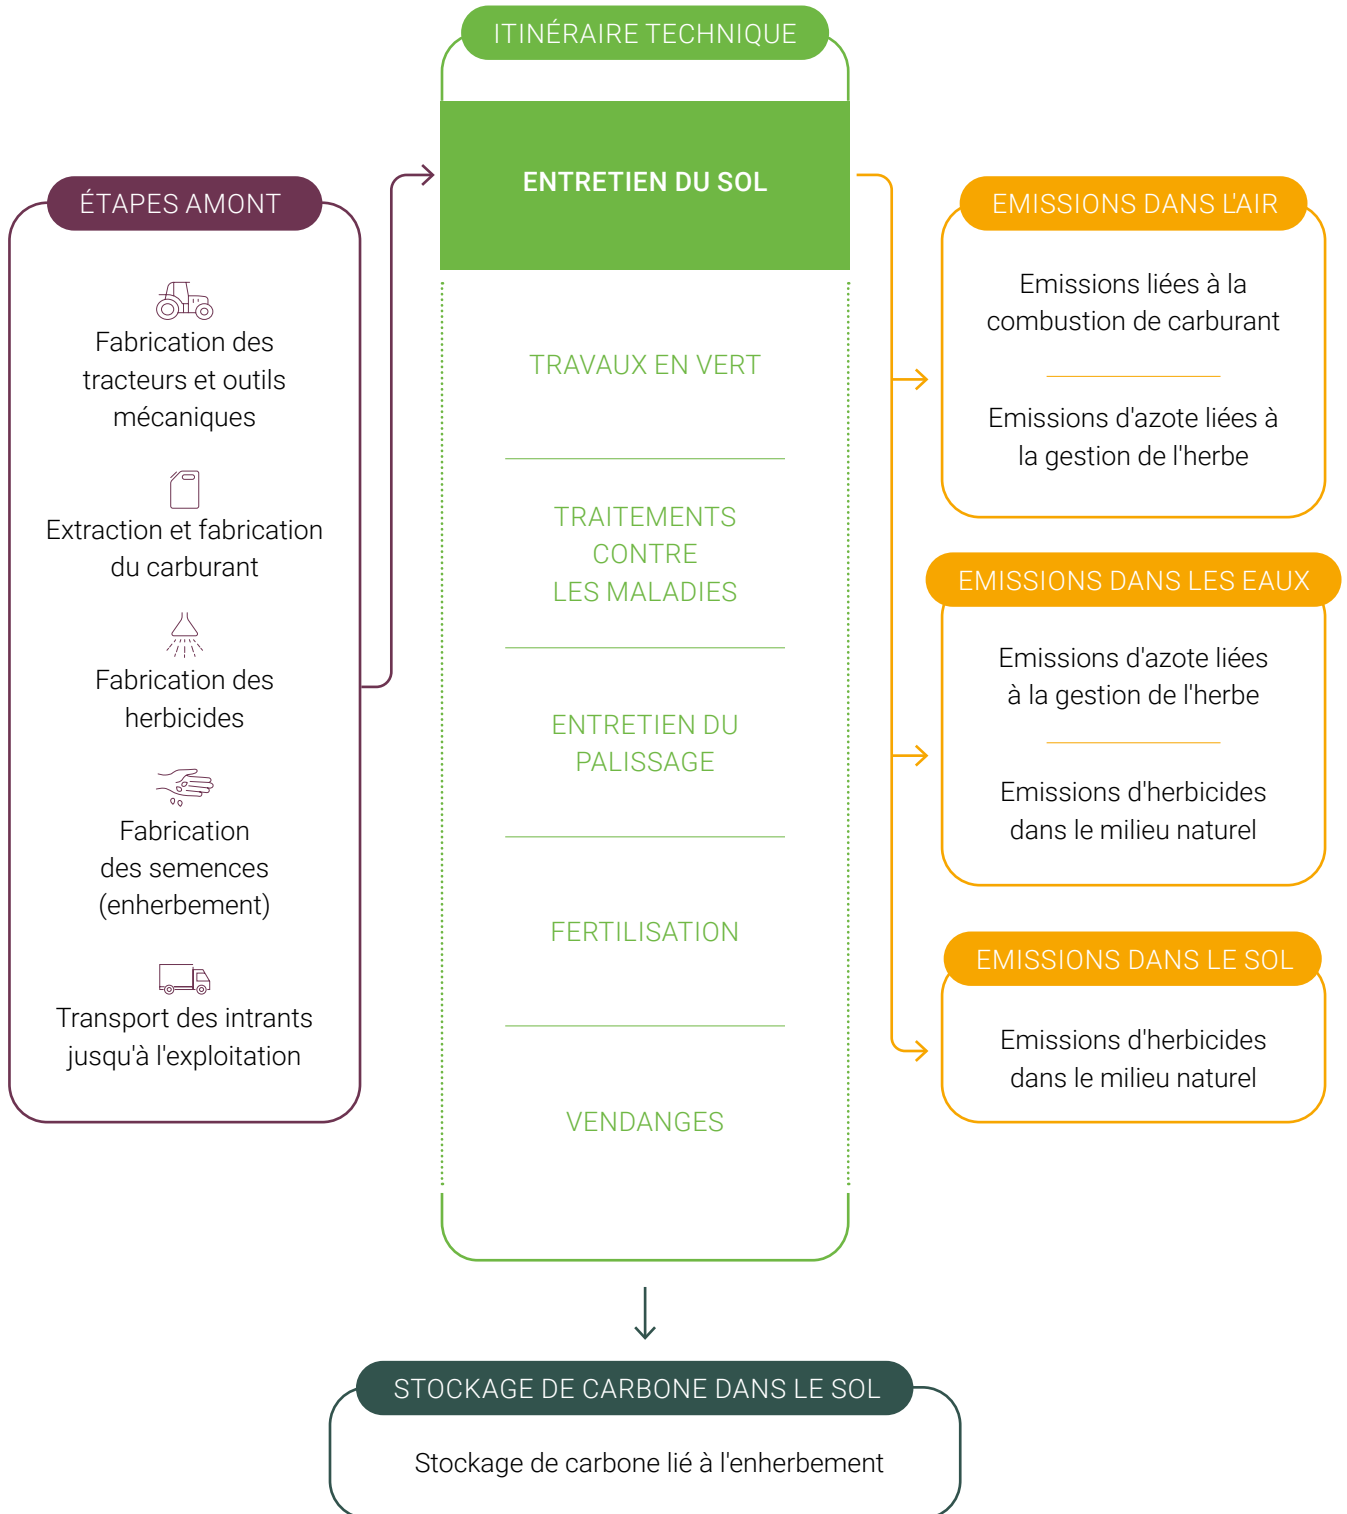 ITINÉRAIRE TECHNIQUE
ENTRETIEN DU SOL
TRAVAUX EN VERT
TRAITEMENTS
CONTRE
LES MALADIES
ENTRETIEN DU
PALISSAGE
FERTILISATION
VENDANGES
ÉTAPES AMONT
Fabrication des
tracteurs et outils
mécaniques
Extraction et fabrication
du carburant
Fabrication des
herbicides
Fabrication
des semences
(enherbement)
Transport des intrants
jusqu'à l'exploitation
EMISSIONS DANS L'AIR
Emissions liées à la
combustion de carburant
Emissions d'azote liées à
la gestion de l'herbe
EMISSIONS DANS LES EAUX
Emissions d'azote liées
à la gestion de l'herbe
Emissions d'herbicides
dans le milieu naturel
EMISSIONS DANS LE SOL
Emissions d'herbicides
dans le milieu naturel
STOCKAGE DE CARBONE DANS LE SOL
Stockage de carbone lié à l'enherbement